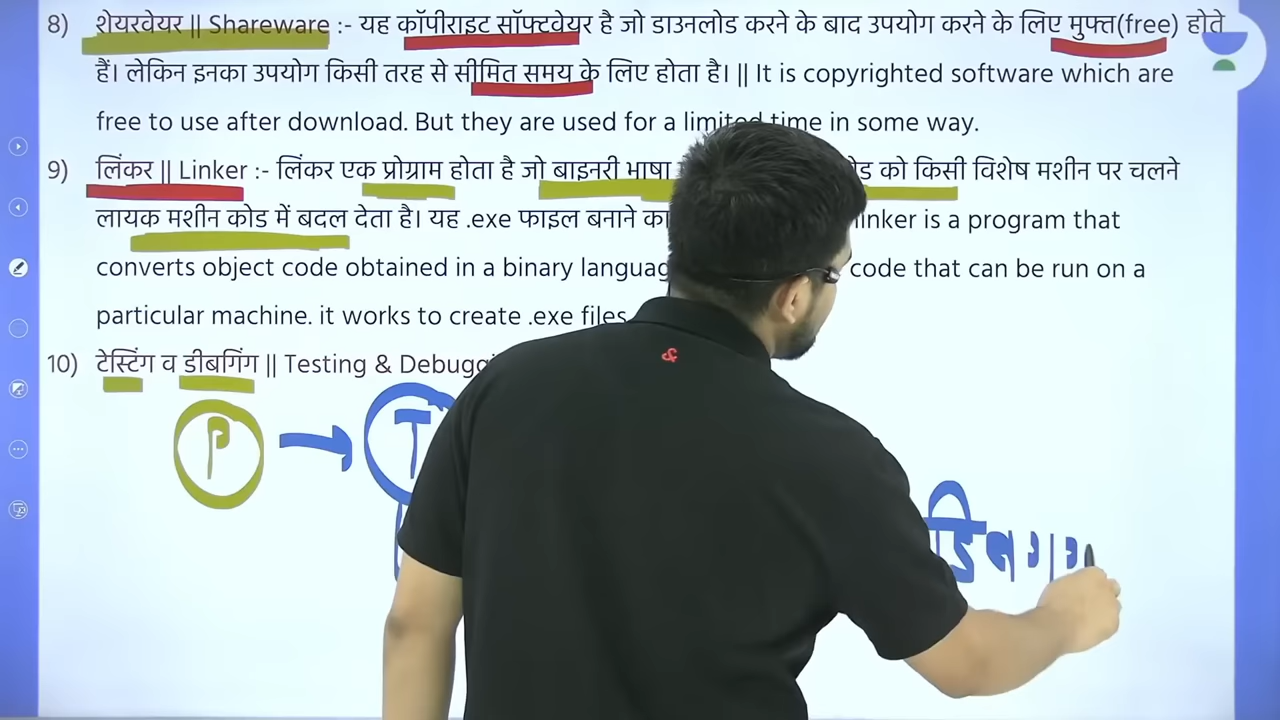 8) शेयरवेयर || Shareware :- यह कॉपीराइट सॉफ्टवेयर है जो डाउनलोड करने के बाद उपयोग करने के लिए मुफ्त(free) होते
हैं। लेकिन इनका उपयोग किसी तरह से सीमित समय के लिए होता है। || It is copyrighted software which are
free to use after download. But they are used for a limited time in some way.
9) लिंकर || Linker :- लिंकर एक प्रोग्राम होता है जो बाइनरी भाषा को किसी विशेष मशीन पर चलने
लायक मशीन कोड में बदल देता है। यह .exe फाइल बनाने का linker is a program that
converts object code obtained in a binary code that can be run on a
particular machine. it works to create .exe files
10) टेस्टिंग व डीबगिंग || Testing &
P → T